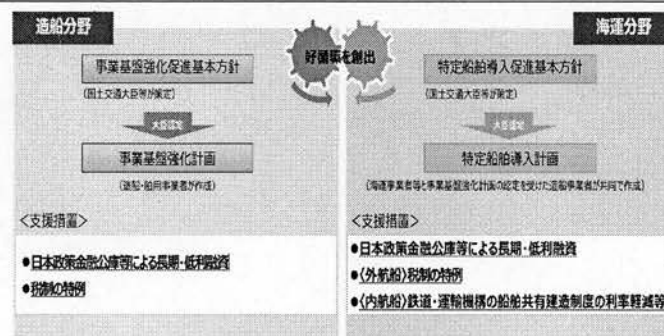 造船分野
海運分野
好循環を創出
事業基盤強化促進基本方針
(国土交通大臣等が策定)
大臣認定
事業基盤強化計画
(造船・舶用事業者が作成)
<支援措置>
●日本政策金融公庫等による長期・低利融資
●税制の特例
特定船舶導入促進基本方針
(国土交通大臣等が策定)
大臣認定
特定船舶導入計画
(海運事業者等と事業基盤強化計画の認定を受けた造船事業者が共同で作成)
<支援措置>
●日本政策金融公庫等による長期・低利融資
●(外航船)税制の特例
●(内航船)鉄道・運輸機構の船舶共有建造制度の利率軽減等